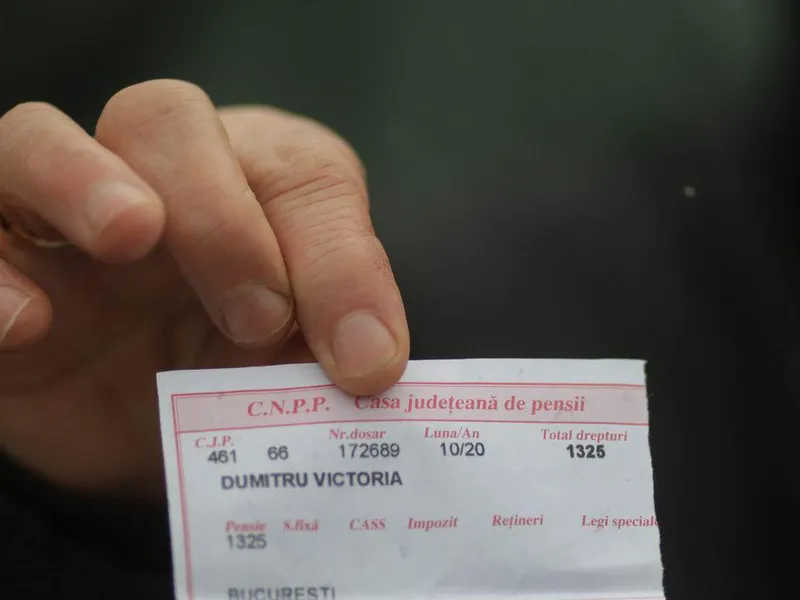 C.N.P.P. Casa județeană de pensii
C.J.P. Nr.dosar Luna/An Total drepturi
461 66 172689 10/20 1325
DUMITRU VICTORIA
Pensie S.fixă CASS Impozit Rețineri Legi speciale
1325
BUCURESTI